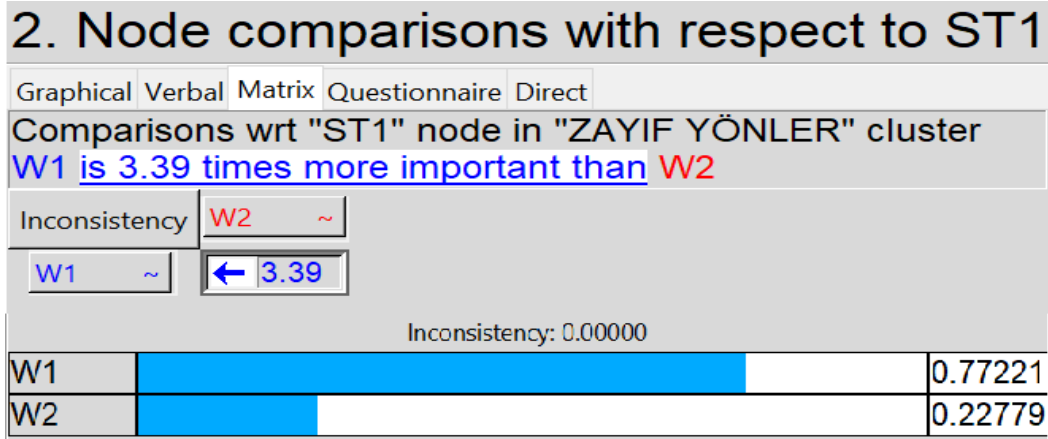 2. Node comparisons with respect to ST1
Graphical Verbal Matrix Questionnaire Direct
Comparisons wrt "ST1" node in "ZAYIF YÖNLER" cluster
W1 is 3.39 times more important than W2
Inconsistency W2 ~
W1 ~ 3.39
Inconsistency: 0.00000
W1 0.77221
W2 0.22779